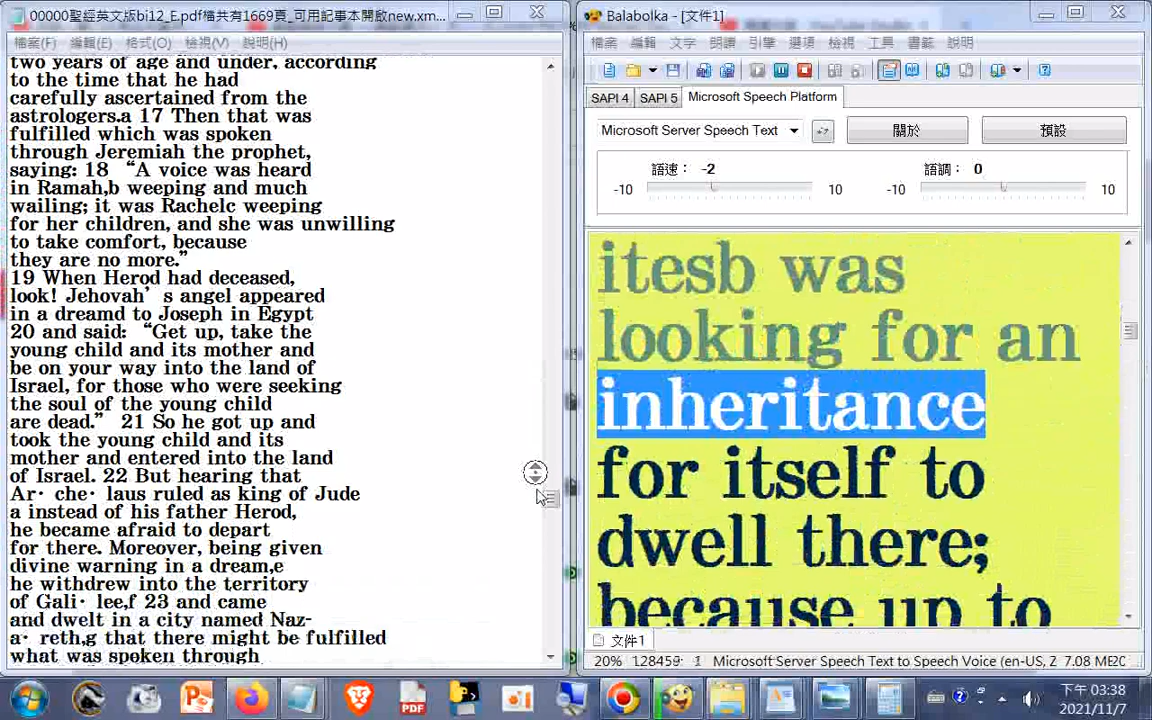 00000聖經英文版bi12_E.pdf檔共有1669頁_可用記事本開啟new.xm...
檔案(F) 編輯(E) 格式(O) 檢視(V) 說明(H)
two years of age and under, according
to the time that he had
carefully ascertained from the
astrologers.a 17 Then that was
fulfilled which was spoken
through Jeremiah the prophet,
saying: 18 “A voice was heard
in Ramah,b weeping and much
wailing; it was Rachelc weeping
for her children, and she was unwilling
to take comfort, because
they are no more.”
19 When Herod had deceased,
look! Jehovah’s angel appeared
in a dreamd to Joseph in Egypt
20 and said: “Get up, take the
young child and its mother and
be on your way into the land of
Israel, for those who were seeking
the soul of the young child
are dead.” 21 So he got up and
took the young child and its
mother and entered into the land
of Israel. 22 But hearing that
Ar·che·laus ruled as king of Jude
a instead of his father Herod,
he became afraid to depart
for there. Moreover, being given
divine warning in a dream,e
he withdrew into the territory
of Gali·lee,f 23 and came
and dwelt in a city named Naz-
a·reth,g that there might be fulfilled
what was spoken through
Balabolka - [文件1]
檔案 編輯 文字 朗讀 引擎 選項 檢視 工具 書籤 說明
SAPI 4 SAPI 5 Microsoft Speech Platform
Microsoft Server Speech Text 關於 預設
語速: -2 語調: 0
-10 10 -10 10
itesb was
looking for an
inheritance
for itself to
dwell there;
because up to
文件1
20% 128459: 1 Microsoft Server Speech Text to Speech Voice (en-US, Z 7.08 ME20
PDF
下午 03:38
2021/11/7